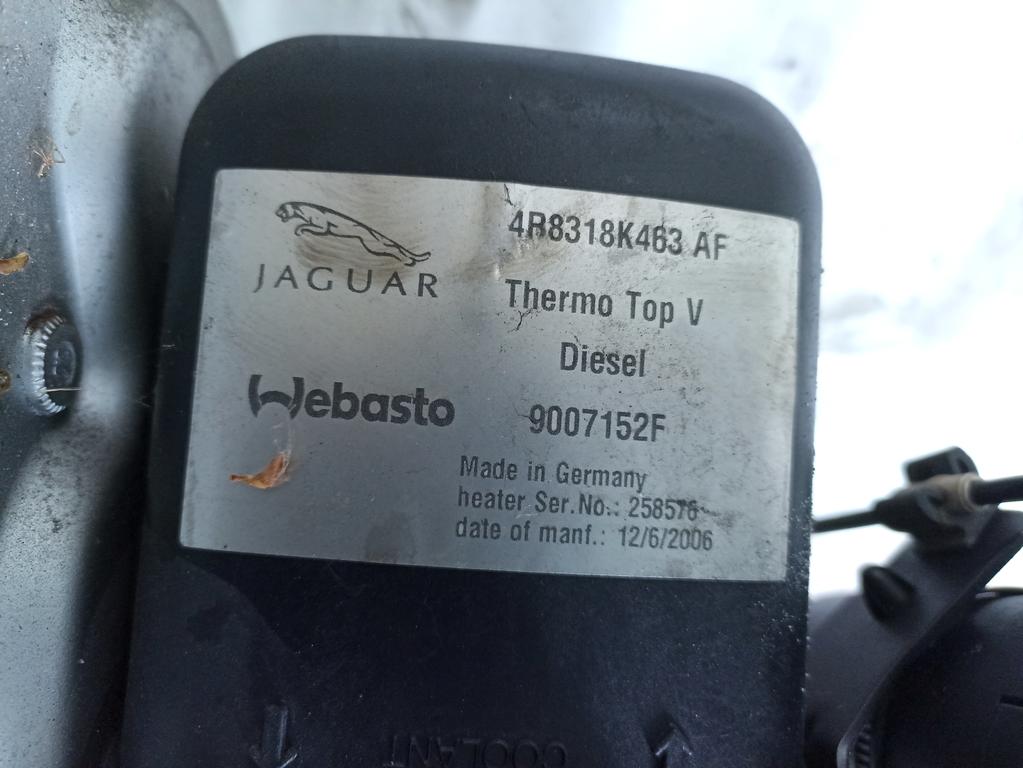 4R8318K463 AF
JAGUAR
Thermo Top V
Diesel
Webasto
9007152F
Made in Germany
heater Ser.No.: 258576
date of manf.: 12/6/2006
COOLANT